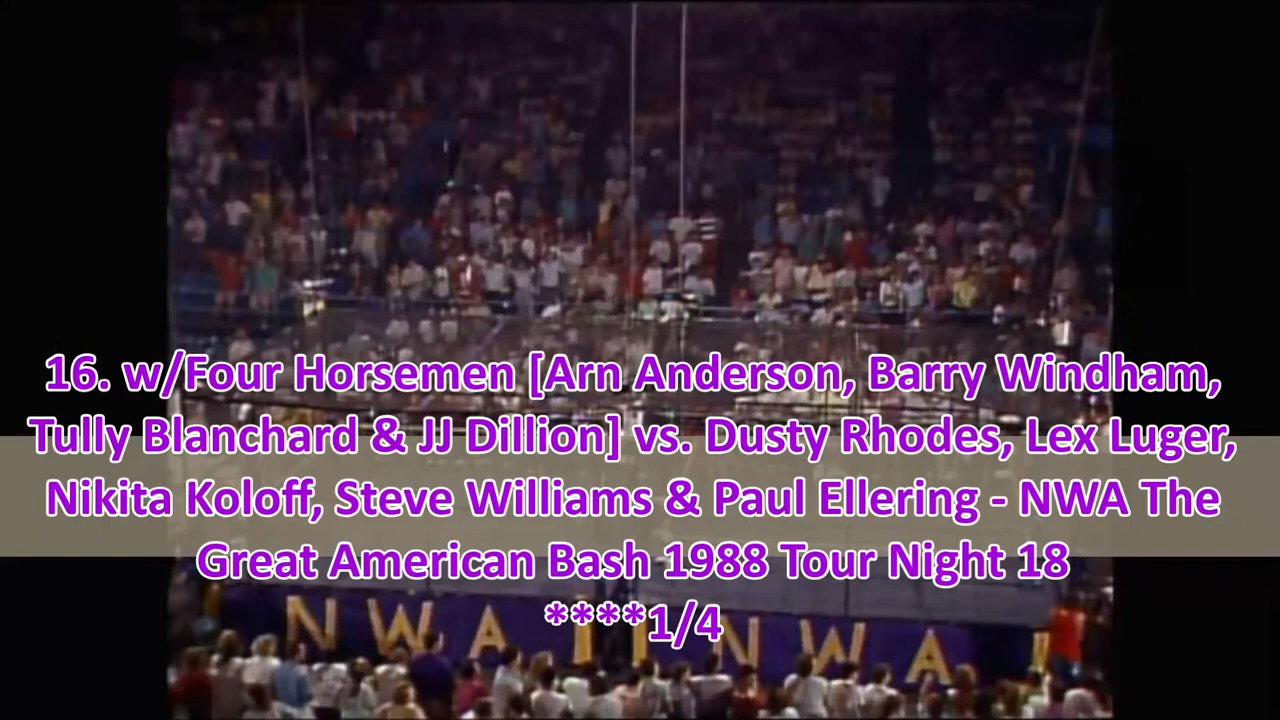 16. w/Four Horsemen [Arn Anderson, Barry Windham,
Tully Blanchard & JJ Dillion] vs. Dusty Rhodes, Lex Luger,
Nikita Koloff, Steve Williams & Paul Ellering - NWA The
Great American Bash 1988 Tour Night 18
****1/4
NWA ! NWA !